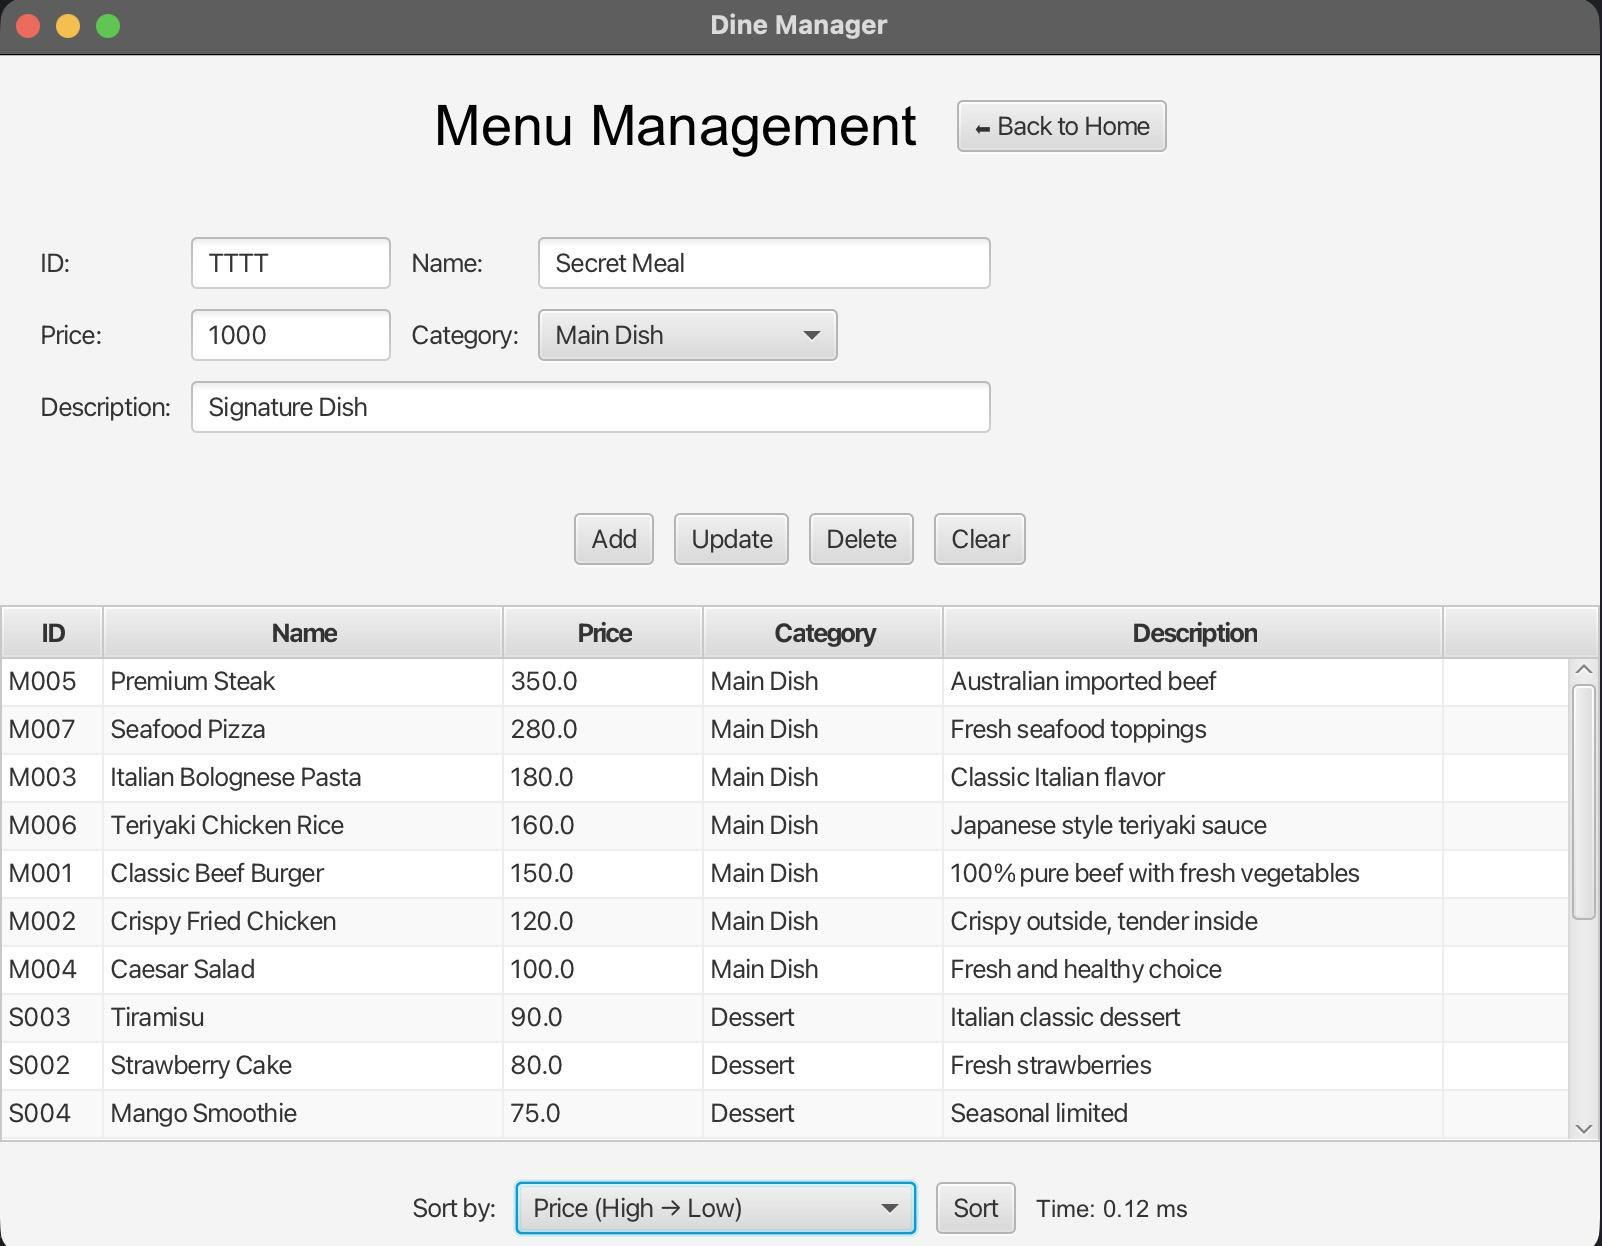 Dine Manager
Menu Management ⬅ Back to Home
ID: TTTT Name: Secret Meal
Price: 1000 Category: Main Dish
Description: Signature Dish
Add Update Delete Clear
ID Name Price Category Description
M005 Premium Steak 350.0 Main Dish Australian imported beef
M007 Seafood Pizza 280.0 Main Dish Fresh seafood toppings
M003 Italian Bolognese Pasta 180.0 Main Dish Classic Italian flavor
M006 Teriyaki Chicken Rice 160.0 Main Dish Japanese style teriyaki sauce
M001 Classic Beef Burger 150.0 Main Dish 100% pure beef with fresh vegetables
M002 Crispy Fried Chicken 120.0 Main Dish Crispy outside, tender inside
M004 Caesar Salad 100.0 Main Dish Fresh and healthy choice
S003 Tiramisu 90.0 Dessert Italian classic dessert
S002 Strawberry Cake 80.0 Dessert Fresh strawberries
S004 Mango Smoothie 75.0 Dessert Seasonal limited
Sort by: Price (High → Low) Sort Time: 0.12 ms